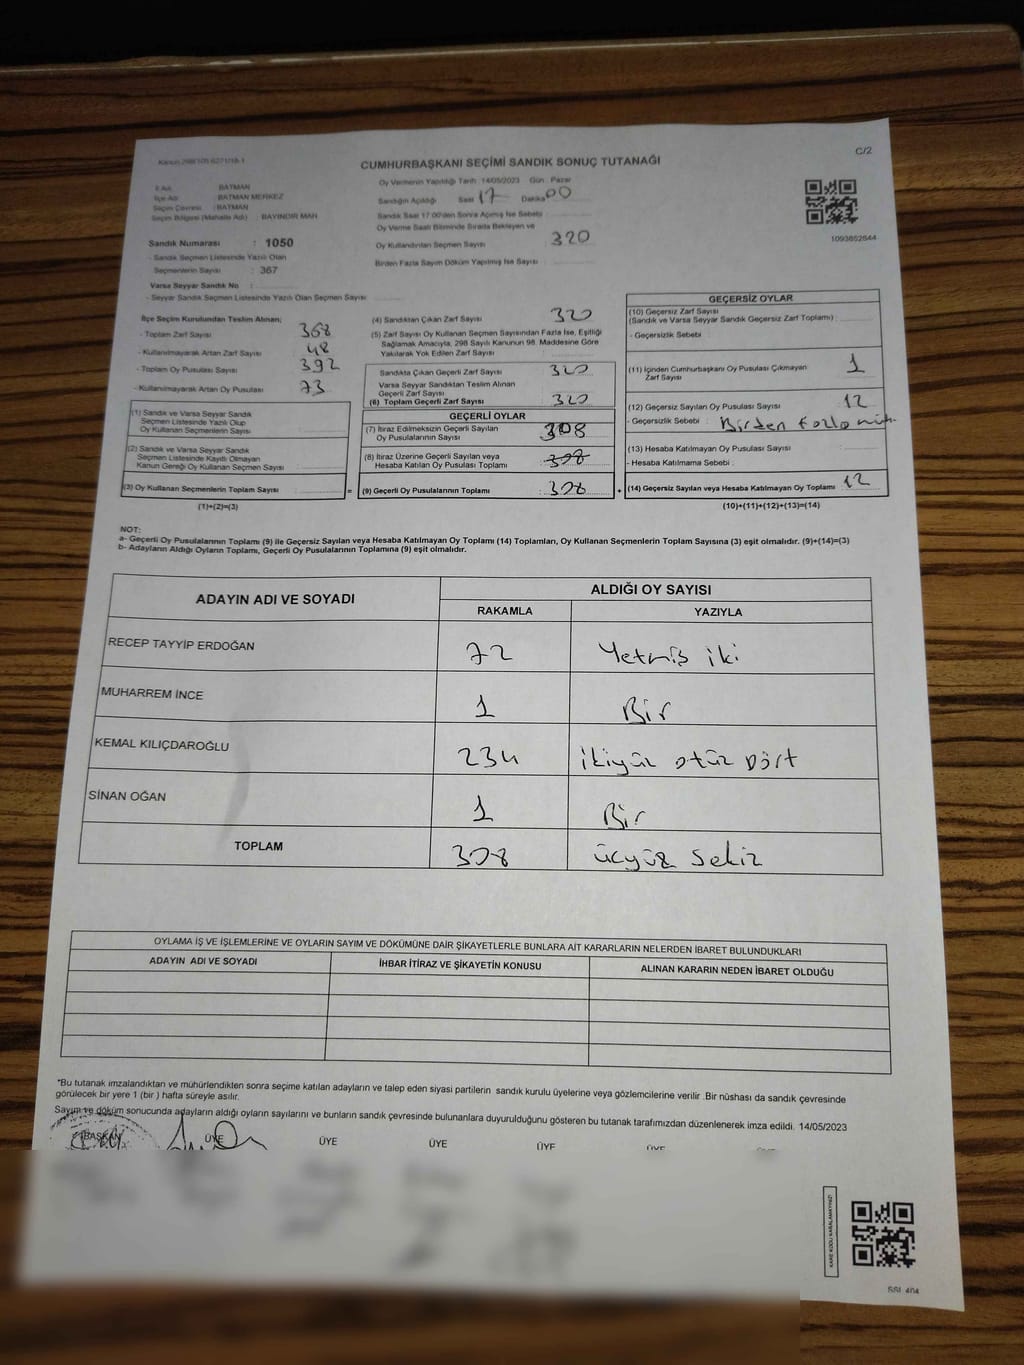 Kanun 298/105 6271/18-1
C/2
CUMHURBAŞKANI SEÇİMİ SANDIK SONUÇ TUTANAĞI
İl Adı : BATMAN
İlçe Adı : BATMAN MERKEZ
Seçim Çevresi : BATMAN
Seçim Bölgesi (Mahalle Adı) : BAYINDIR MAH
Sandık Numarası : 1050
- Sandık Seçmen Listesinde Yazılı Olan
Seçmenlerin Sayısı : 367
Varsa Seyyar Sandık No :
- Seyyar Sandık Seçmen Listesinde Yazılı Olan Seçmen Sayısı
Oy Vermenin Yapıldığı Tarih :14/05/2023 Gün : Pazar
Sandığın Açıldığı Saat 17 Dakika 00
Sandık Saat 17:00'den Sonra Açılmış İse Sebebi :
Oy Verme Saati Bitiminde Sırada Bekleyen ve
Oy Kullandırılan Seçmen Sayısı : 320
Birden Fazla Sayım Döküm Yapılmış İse Sayısı :
1093852844
İlçe Seçim Kurulundan Teslim Alınan;
- Toplam Zarf Sayısı : 368
- Kullanılmayarak Artan Zarf Sayısı : 48
- Toplam Oy Pusulası Sayısı : 392
- Kullanılmayarak Artan Oy Pusulası : 73
(1) Sandık ve Varsa Seyyar Sandık
Seçmen Listesinde Yazılı Olup
Oy Kullanan Seçmenlerin Sayısı :
(2) Sandık ve Varsa Seyyar Sandık
Seçmen Listesinde Kayıtlı Olmayan
Kanun Gereği Oy Kullanan Seçmen Sayısı :
(3) Oy Kullanan Seçmenlerin Toplam Sayısı :
(1)+(2)=(3)
(4) Sandıktan Çıkan Zarf Sayısı : 320
(5) Zarf Sayısı Oy Kullanan Seçmen Sayısından Fazla İse, Eşitliği
Sağlamak Amacıyla, 298 Sayılı Kanunun 98. Maddesine Göre
Yakılarak Yok Edilen Zarf Sayısı :
Sandıkta Çıkan Geçerli Zarf Sayısı : 320
Varsa Seyyar Sandıktan Teslim Alınan
Geçerli Zarf Sayısı :
(6) Toplam Geçerli Zarf Sayısı : 320
GEÇERLİ OYLAR
(7) İtiraz Edilmeksizin Geçerli Sayılan
Oy Pusulalarının Sayısı : 308
(8) İtiraz Üzerine Geçerli Sayılan veya
Hesaba Katılan Oy Pusulası Toplamı : 308
= (9) Geçerli Oy Pusulalarının Toplamı : 308
GEÇERSİZ OYLAR
(10) Geçersiz Zarf Sayısı
(Sandık ve Varsa Seyyar Sandık Geçersiz Zarf Toplamı) :
- Geçersizlik Sebebi :
(11) İçinden Cumhurbaşkanı Oy Pusulası Çıkmayan
Zarf Sayısı : 1
(12) Geçersiz Sayılan Oy Pusulası Sayısı : 12
- Geçersizlik Sebebi : Birden fazla
(13) Hesaba Katılmayan Oy Pusulası Sayısı :
- Hesaba Katılmama Sebebi :
+ (14) Geçersiz Sayılan veya Hesaba Katılmayan Oy Toplamı : 12
(10)+(11)+(12)+(13)=(14)
NOT:
a- Geçerli Oy Pusulalarının Toplamı (9) ile Geçersiz Sayılan veya Hesaba Katılmayan Oy Toplamı (14) Toplamları, Oy Kullanan Seçmenlerin Toplam Sayısına (3) eşit olmalıdır. (9)+(14)=(3)
b- Adayların Aldığı Oyların Toplamı, Geçerli Oy Pusulalarının Toplamına (9) eşit olmalıdır.
ADAYIN ADI VE SOYADI
ALDIĞI OY SAYISI
RAKAMLA YAZIYLA
RECEP TAYYİP ERDOĞAN 72 Yetmiş iki
MUHARREM İNCE 1 Bir
KEMAL KILIÇDAROĞLU 234 ikiyüz otüz Dört
SİNAN OĞAN 1 Bir
TOPLAM 308 üçyüz sekiz
OYLAMA İŞ VE İŞLEMLERİNE VE OYLARIN SAYIM VE DÖKÜMÜNE DAİR ŞİKAYETLERLE BUNLARA AİT KARARLARIN NELERDEN İBARET BULUNDUKLARI
ADAYIN ADI VE SOYADI İHBAR İTİRAZ VE ŞİKAYETİN KONUSU ALINAN KARARIN NEDEN İBARET OLDUĞU
*Bu tutanak imzalandıktan ve mühürlendikten sonra seçime katılan adayların ve talep eden siyasi partilerin sandık kurulu üyelerine veya gözlemcilerine verilir .Bir nüshası da sandık çevresinde
görülecek bir yere 1 (bir ) hafta süreyle asılır.
Sayım ve döküm sonucunda adayların aldığı oyların sayılarını ve bunların sandık çevresinde bulunanlara duyurulduğunu gösteren bu tutanak tarafımızdan düzenlenerek imza edildi. 14/05/2023
BAŞKAN ÜYE ÜYE ÜYE ÜYE ÜYE
KARE KODU KARALAMAYINIZ!